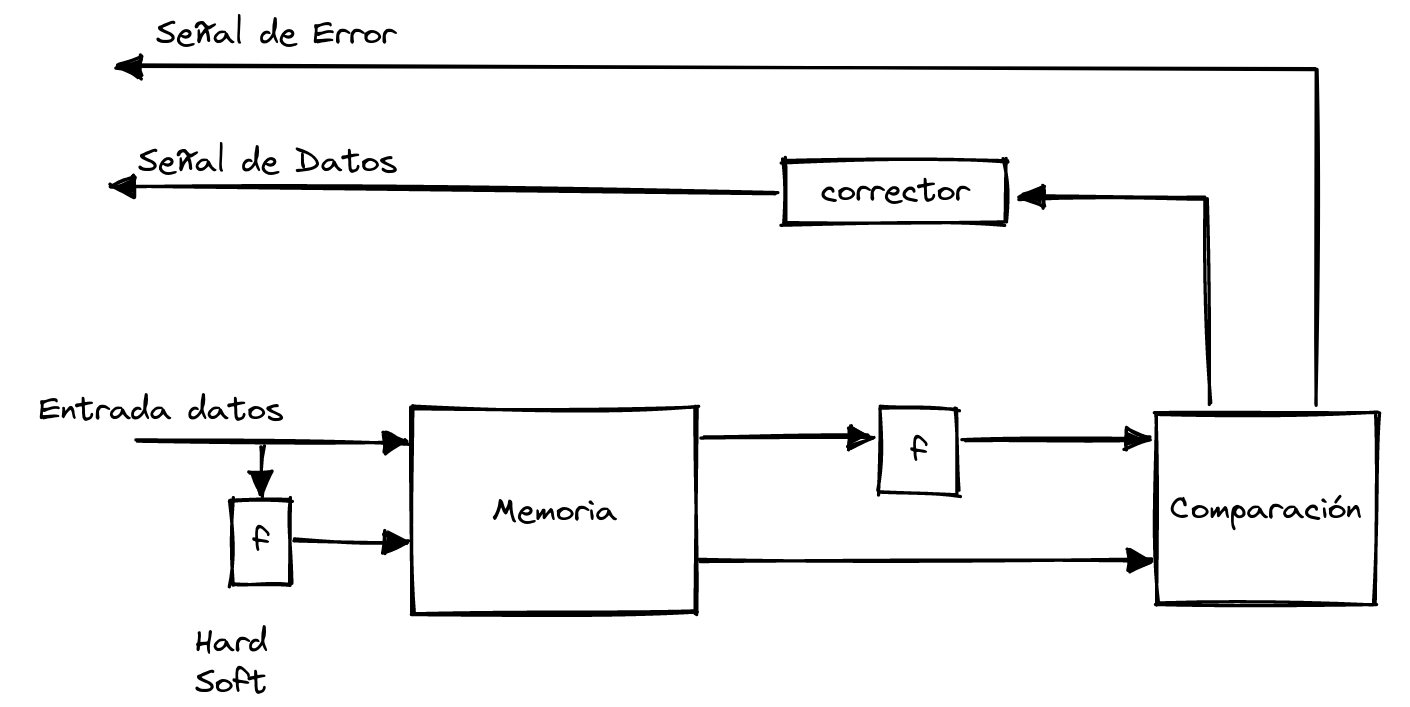 Señal de Error
Señal de Datos
corrector
Entrada datos
f
f
Memoria
Comparación
Hard
Soft